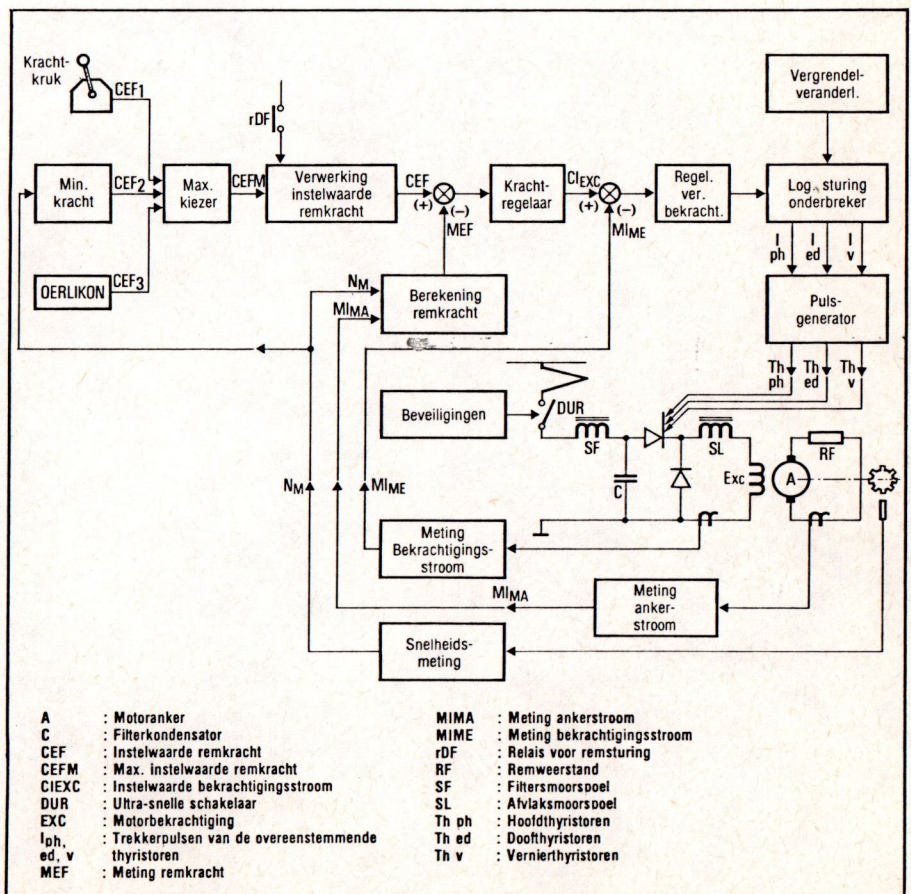 Kracht-
kruk
CEF1
Min.
kracht
CEF2
OERLIKON
CEF3
Max.
kiezer
CEFM
rDF
Verwerking
instelwaarde
remkracht
CEF
(+)
(−)
MEF
Kracht-
regelaar
CIEXC
(+)
(−)
MIME
Regel.
ver.
bekracht.
Vergrendel-
veranderl.
Log. sturing
onderbreker
I ph
I ed
I v
Puls-
generator
Th ph
Th ed
Th v
NM
MIMA
Berekening
remkracht
Beveiligingen
DUR
SF
C
SL
Exc
A
RF
NM
MIME
Meting
Bekrachtigings-
stroom
MIMA
Meting
anker-
stroom
Snelheids-
meting
A : Motoranker
C : Filterkondensator
CEF : Instelwaarde remkracht
CEFM : Max. instelwaarde remkracht
CIEXC : Instelwaarde bekrachtigingsstroom
DUR : Ultra-snelle schakelaar
EXC : Motorbekrachtiging
Iph, : Trekkerpulsen van de overeenstemmende
ed, v thyristoren
MEF : Meting remkracht
MIMA : Meting ankerstroom
MIME : Meting bekrachtigingsstroom
rDF : Relais voor remsturing
RF : Remweerstand
SF : Filtersmoorspoel
SL : Afvlaksmoorspoel
Th ph : Hoofdthyristoren
Th ed : Doofthyristoren
Th v : Vernierthyristoren